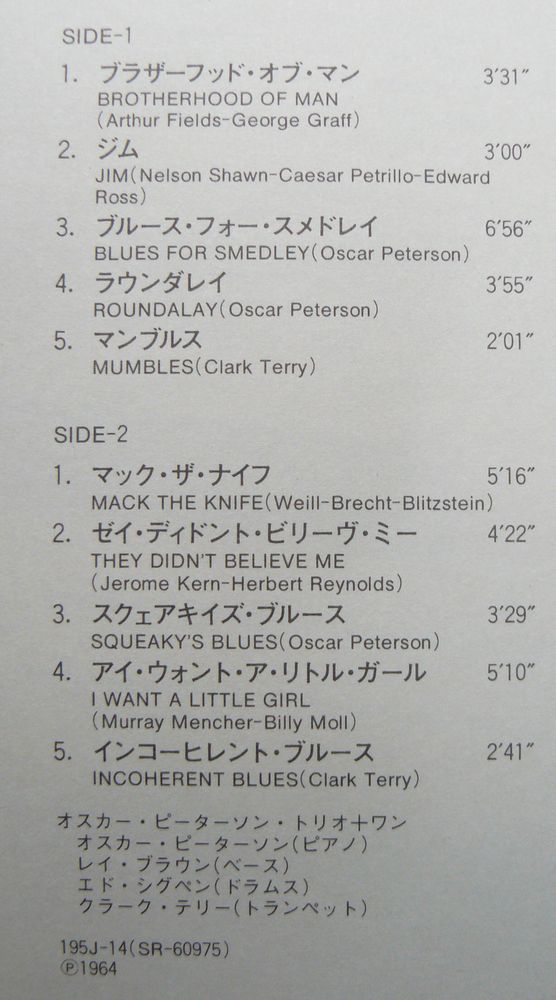 SIDE-1
1. ブラザーフッド・オブ・マン 3′31″
BROTHERHOOD OF MAN
(Arthur Fields-George Graff)
2. ジム 3′00″
JIM(Nelson Shawn-Caesar Petrillo-Edward
Ross)
3. ブルース・フォー・スメドレイ 6′56″
BLUES FOR SMEDLEY(Oscar Peterson)
4. ラウンダレイ 3′55″
ROUNDALAY(Oscar Peterson)
5. マンブルス 2′01″
MUMBLES(Clark Terry)
SIDE-2
1. マック・ザ・ナイフ 5′16″
MACK THE KNIFE(Weill-Brecht-Blitzstein)
2. ゼイ・ディドント・ビリーヴ・ミー 4′22″
THEY DIDN'T BELIEVE ME
(Jerome Kern-Herbert Reynolds)
3. スクェアキイズ・ブルース 3′29″
SQUEAKY'S BLUES(Oscar Peterson)
4. アイ・ウォント・ア・リトル・ガール 5′10″
I WANT A LITTLE GIRL
(Murray Mencher-Billy Moll)
5. インコーヒレント・ブルース 2′41″
INCOHERENT BLUES(Clark Terry)
オスカー・ピーターソン・トリオ＋ワン
オスカー・ピーターソン(ピアノ)
レイ・ブラウン(ベース)
エド・シグペン(ドラムス)
クラーク・テリー(トランペット)
195J-14(SR-60975)
Ⓟ1964